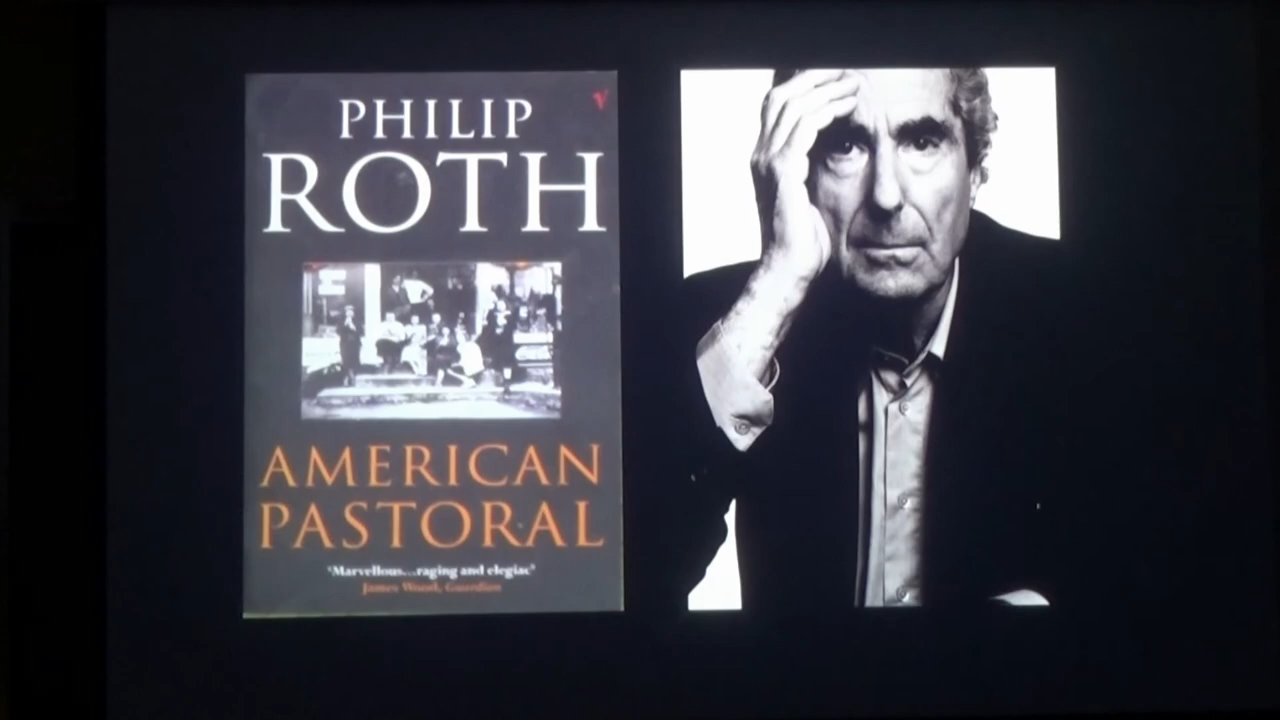 PHILIP
ROTH
AMERICAN
PASTORAL
'Marvellous...raging and elegiac'
James Wood, Guardian